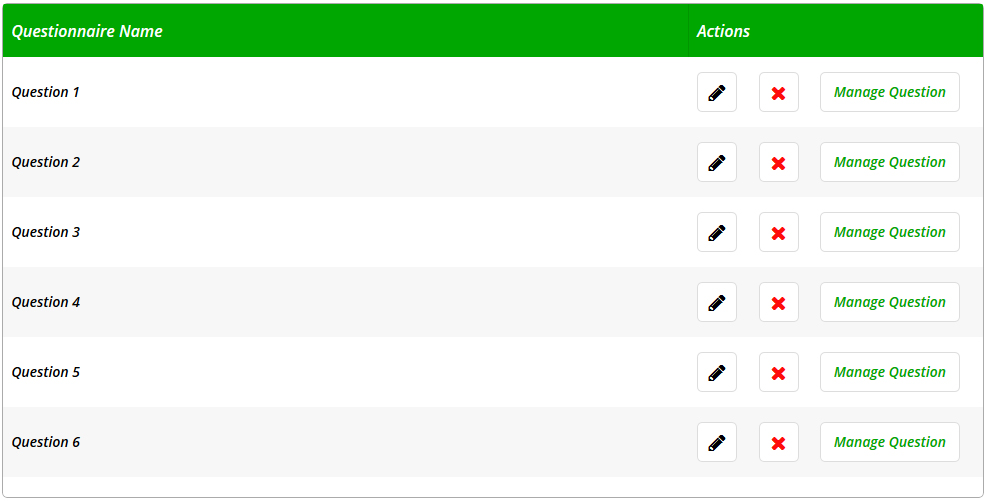 Questionnaire Name Actions
Question 1 Manage Question
Question 2 Manage Question
Question 3 Manage Question
Question 4 Manage Question
Question 5 Manage Question
Question 6 Manage Question